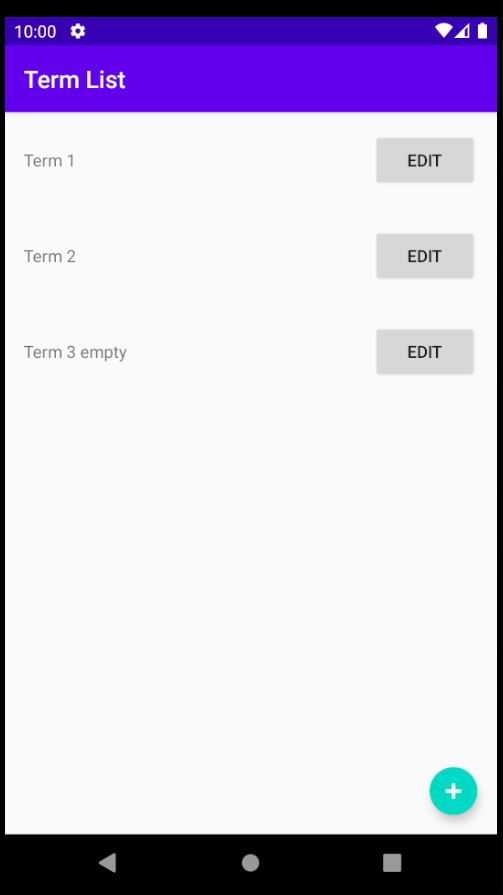 10:00
Term List
Term 1 EDIT
Term 2 EDIT
Term 3 empty EDIT
+